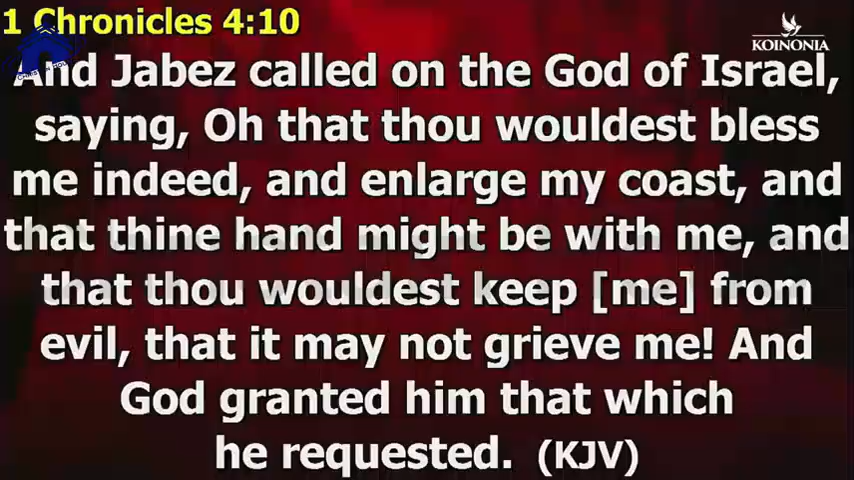 1 Chronicles 4:10
KOINONIA
And Jabez called on the God of Israel,
saying, Oh that thou wouldest bless
me indeed, and enlarge my coast, and
that thine hand might be with me, and
that thou wouldest keep [me] from
evil, that it may not grieve me! And
God granted him that which
he requested. (KJV)